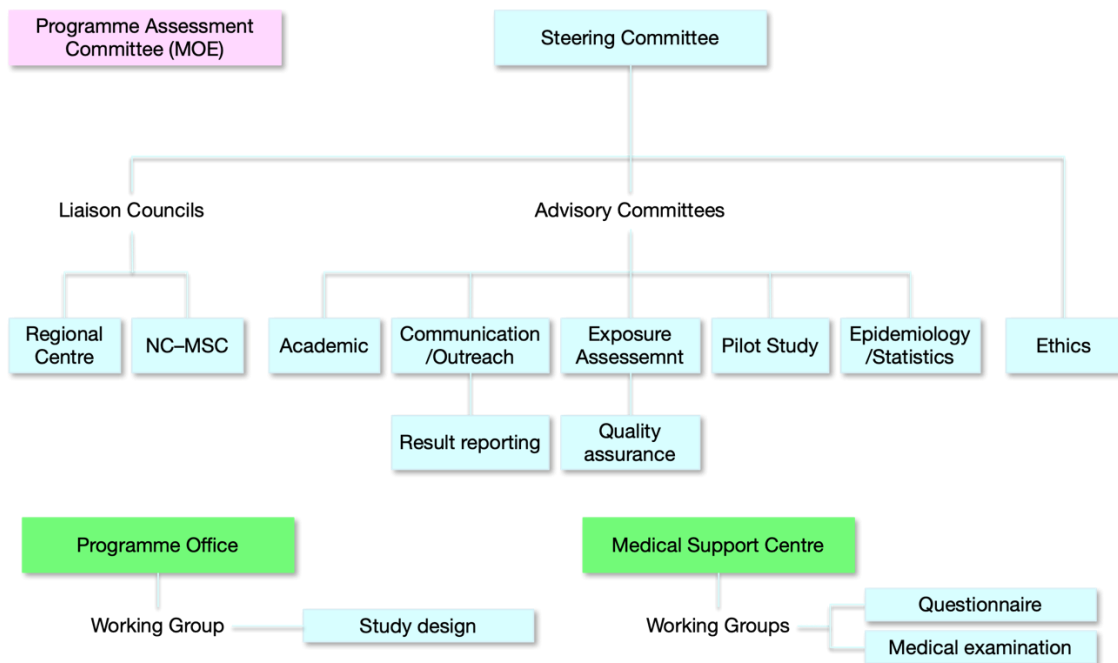 Programme Assessment
Committee (MOE)
Steering Committee
Liaison Councils
Advisory Committees
Regional
Centre
NC–MSC
Academic
Communication
/Outreach
Exposure
Assessemnt
Pilot Study
Epidemiology
/Statistics
Ethics
Result reporting
Quality
assurance
Programme Office
Medical Support Centre
Working Group
Study design
Working Groups
Questionnaire
Medical examination